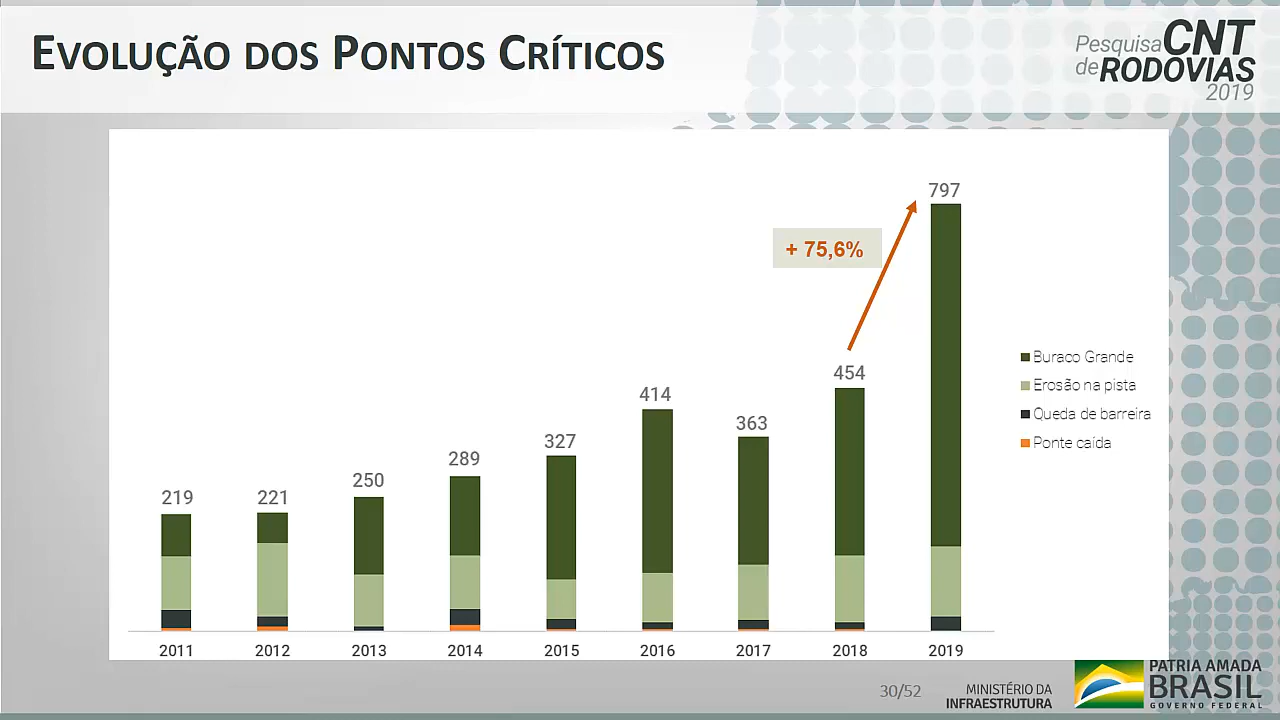 EVOLUÇÃO DOS PONTOS CRÍTICOS
Pesquisa CNT
de RODOVIAS
2019
797
+ 75,6%
454
414
363
327
289
250
219
221
Buraco Grande
Erosão na pista
Queda de barreira
Ponte caída
2011 2012 2013 2014 2015 2016 2017 2018 2019
30/52
MINISTÉRIO DA
INFRAESTRUTURA
PATRIA AMADA
BRASIL
GOVERNO FEDERAL